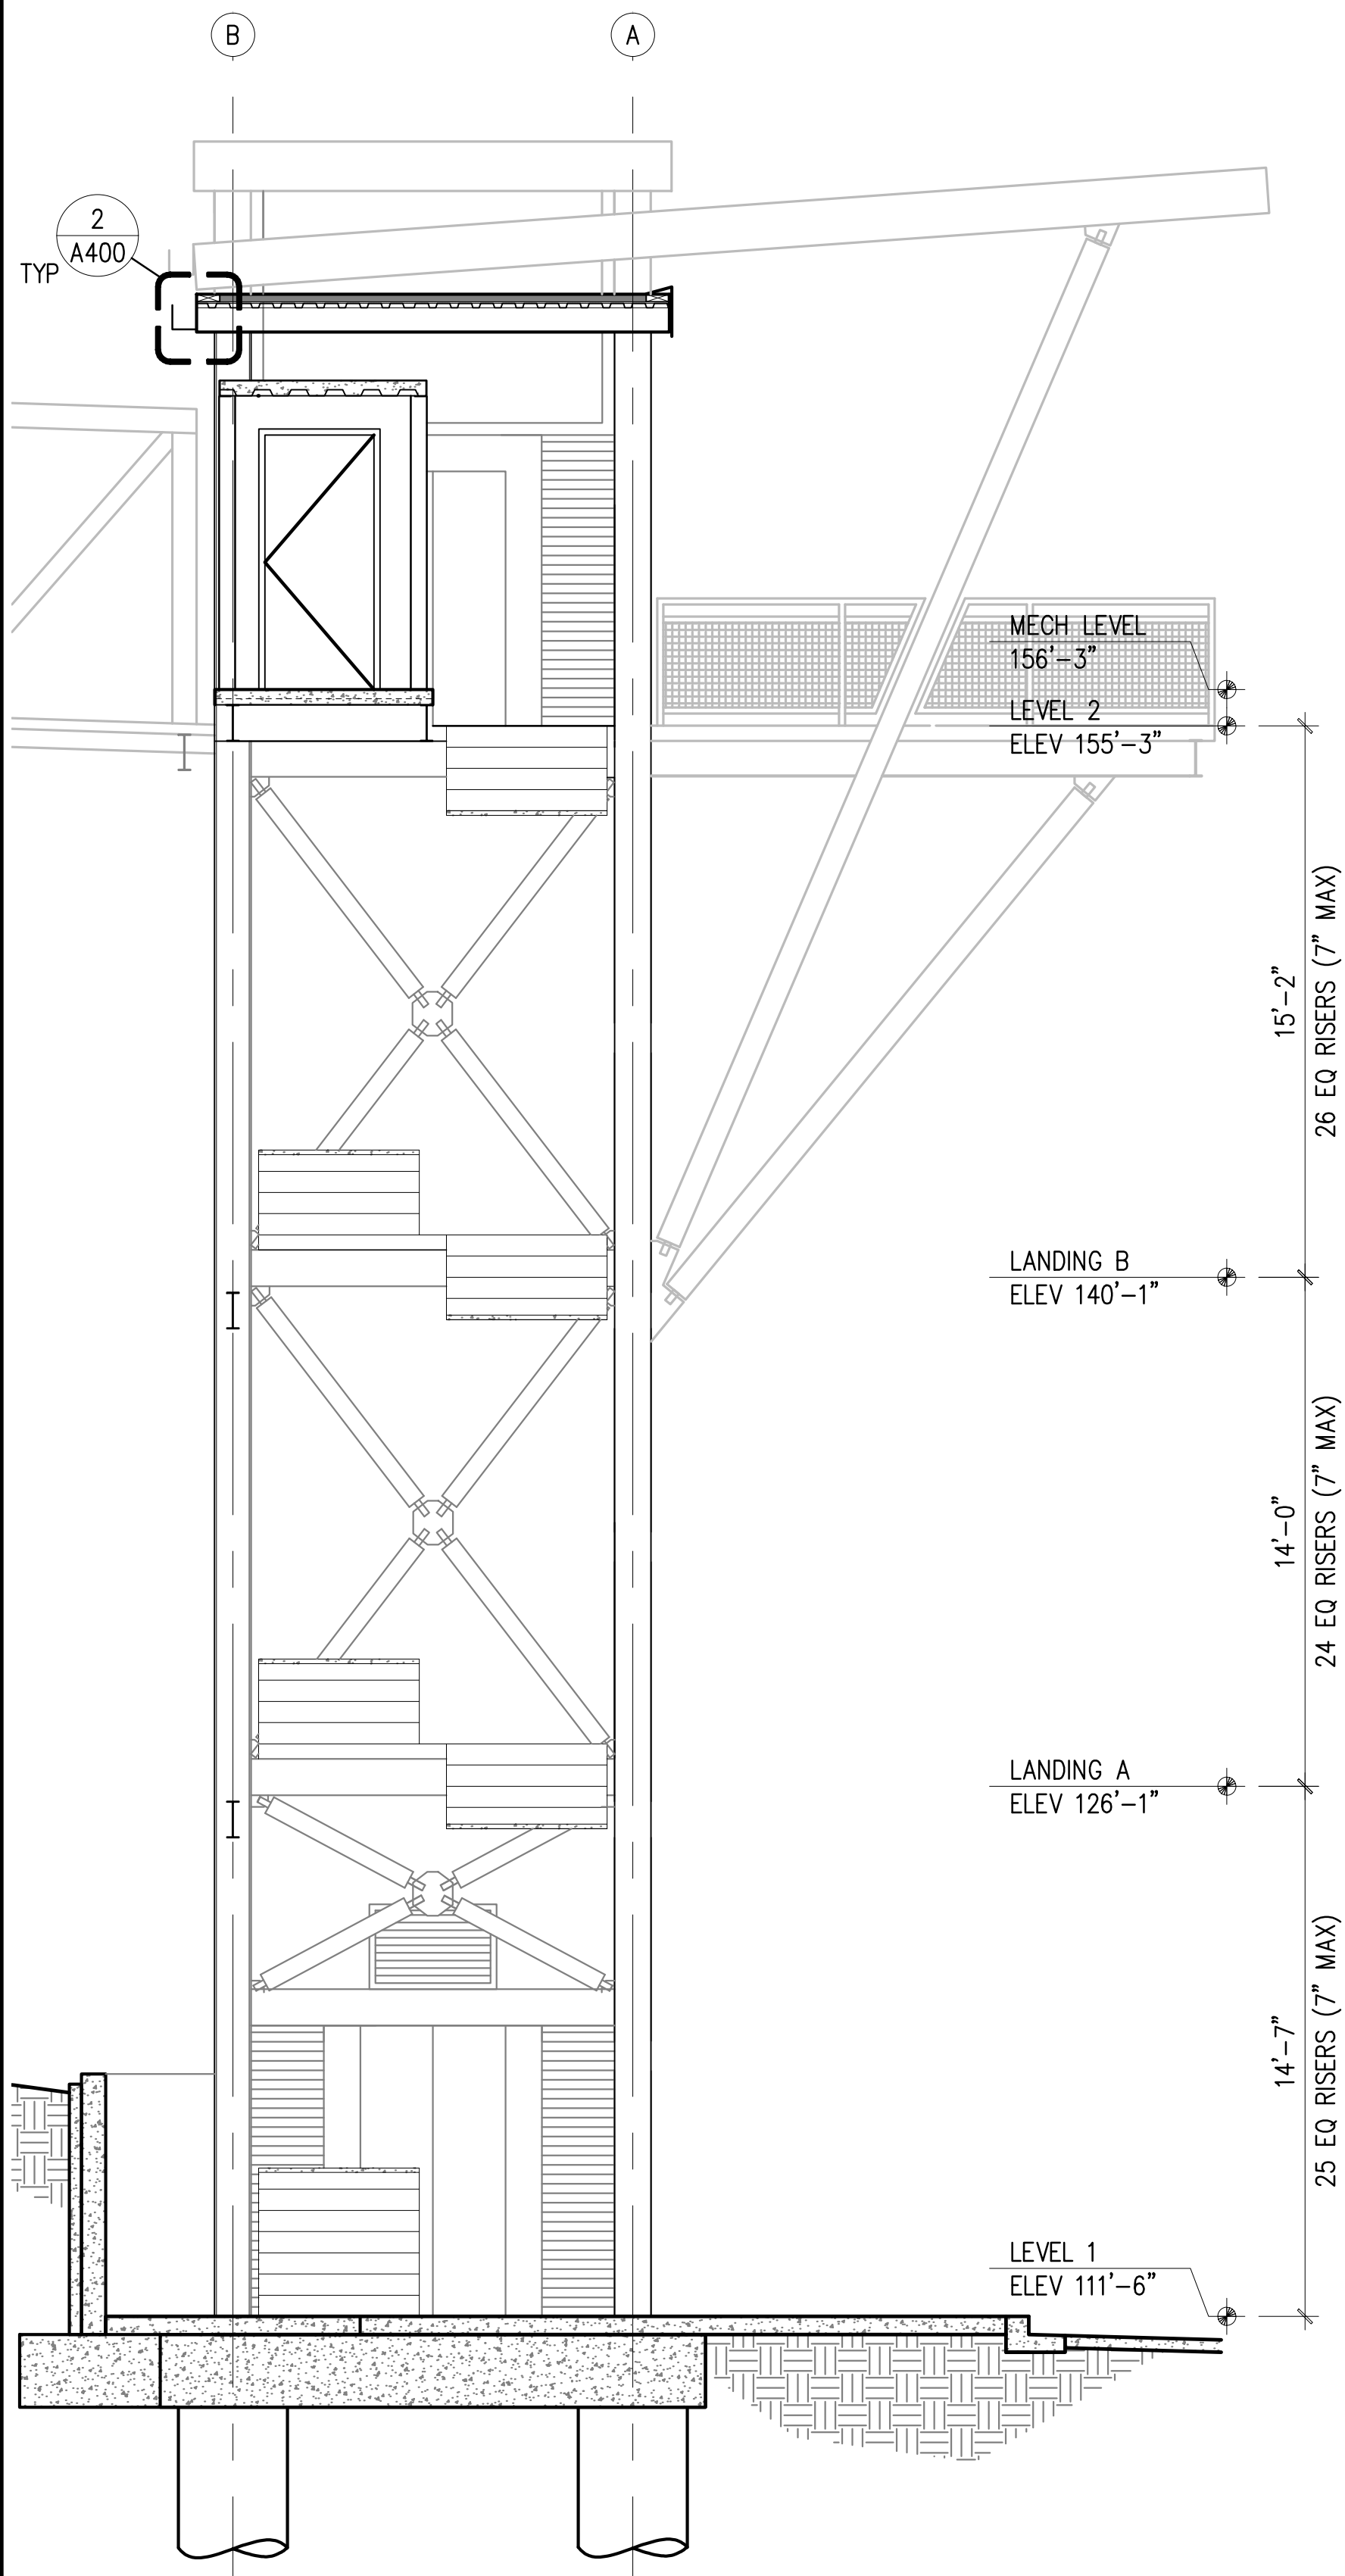 B
A
2
A400
TYP
MECH LEVEL
156'-3"
LEVEL 2
ELEV 155'-3"
15'-2"
26 EQ RISERS (7" MAX)
LANDING B
ELEV 140'-1"
14'-0"
24 EQ RISERS (7" MAX)
LANDING A
ELEV 126'-1"
14'-7"
25 EQ RISERS (7" MAX)
LEVEL 1
ELEV 111'-6"